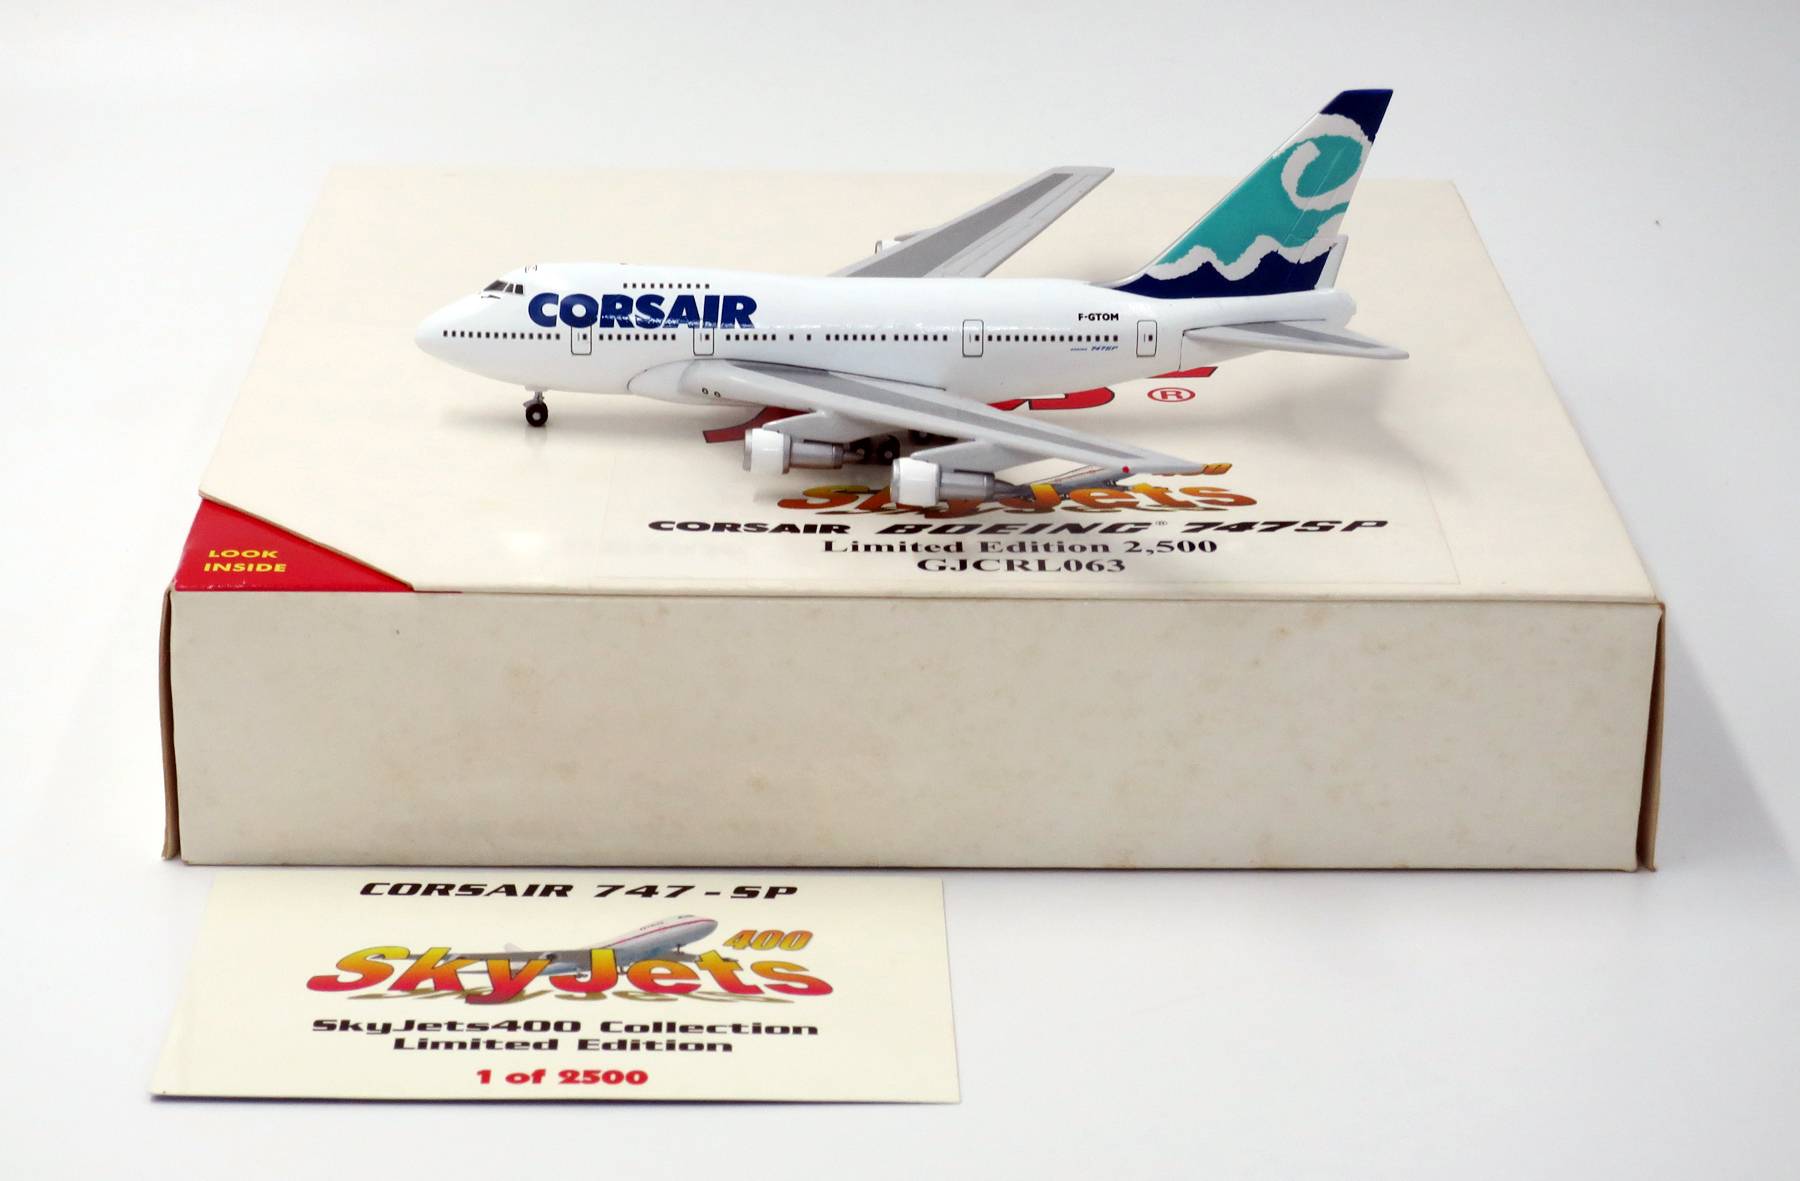 CORSAIR
F-GTOM
747SP
®
SkyJets
CORSAIR BOEING® 747SP
Limited Edition 2,500
GJCRL063
LOOK
INSIDE
CORSAIR 747-SP
SkyJets 400
SkyJets400 Collection
Limited Edition
1 of 2500